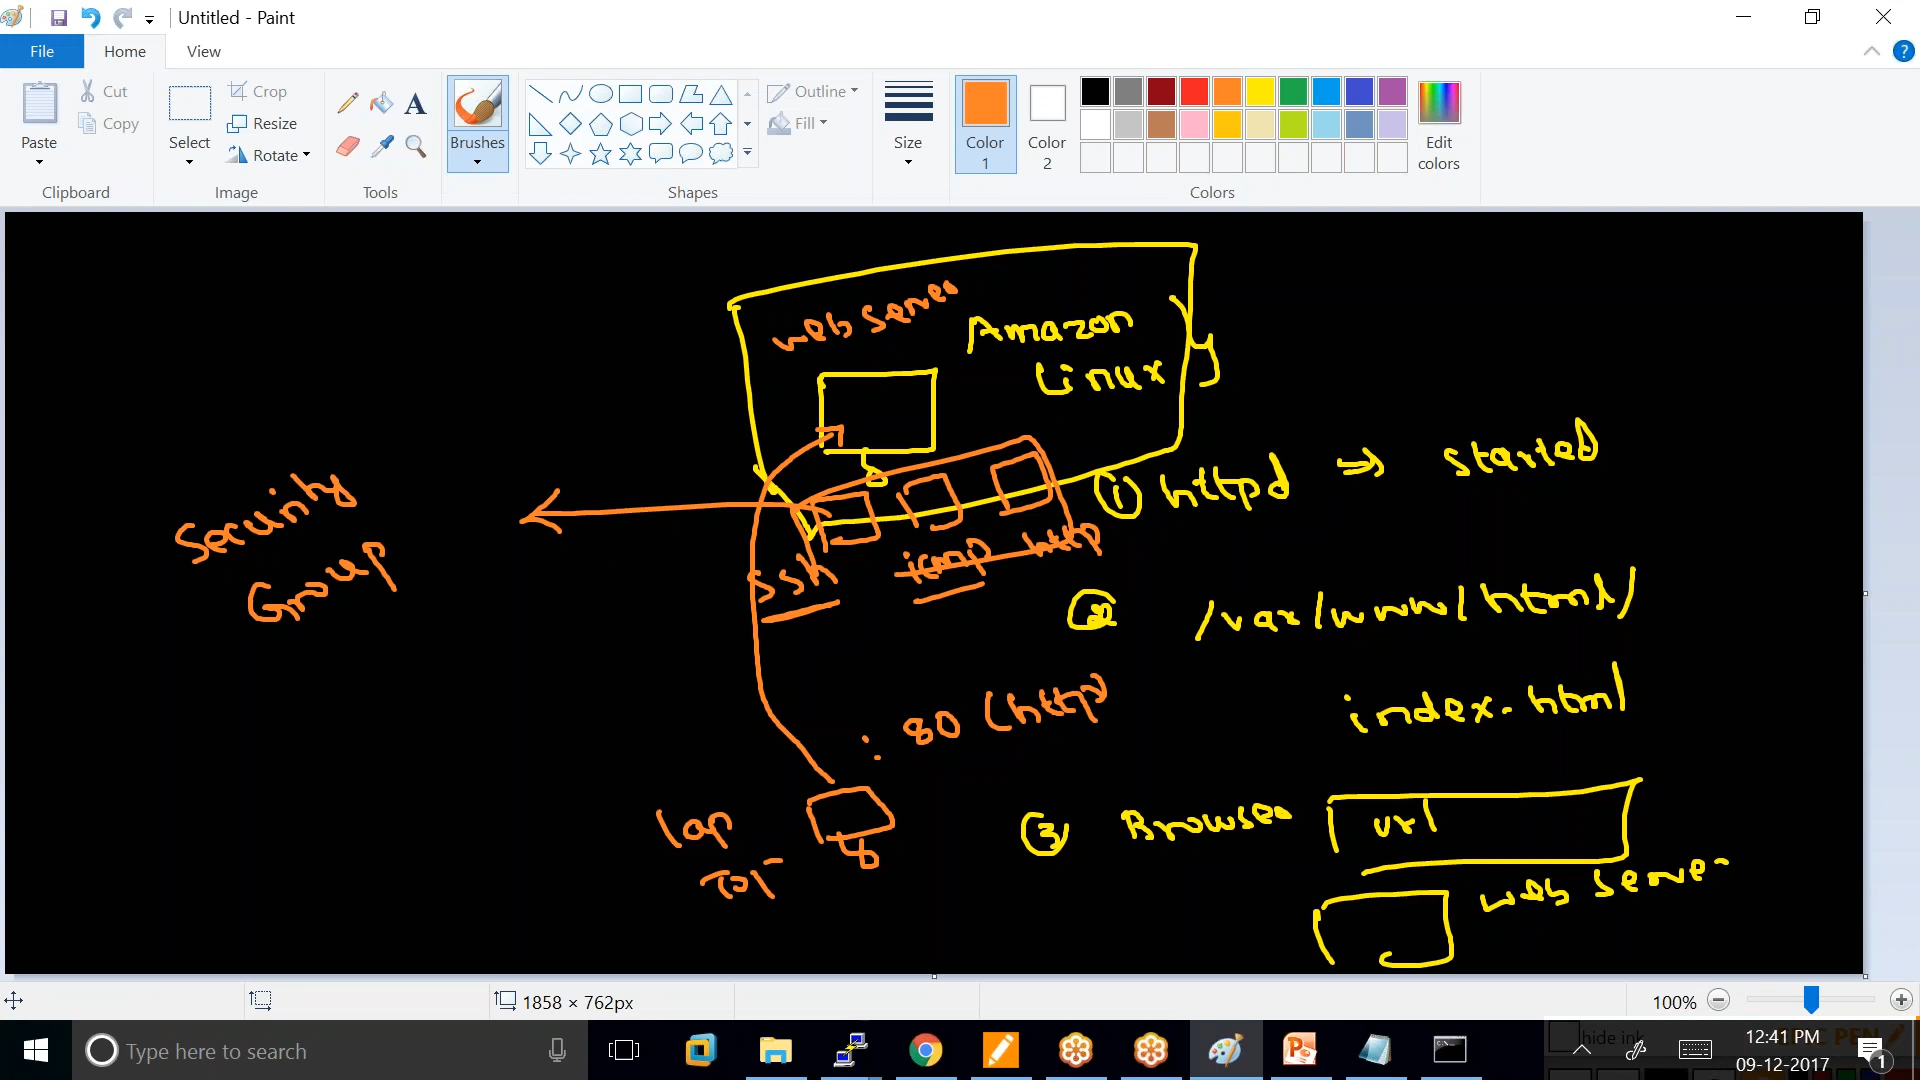 Untitled - Paint
File Home View
Paste
Cut
Copy
Clipboard
Select
Crop
Resize
Rotate
Image
Tools
Brushes
Shapes
Outline
Fill
Size
Color 1
Color 2
Edit colors
Colors
web server
Amazon
Linux
① httpd ⇒ started
Security
Group
SSH icmp http
② /var/www/html/
index.html
: 80 (http)
Lap
Top
③ Browser url
web server
1858 × 762px
100%
Type here to search
hide ink
12:41 PM
09-12-2017
1